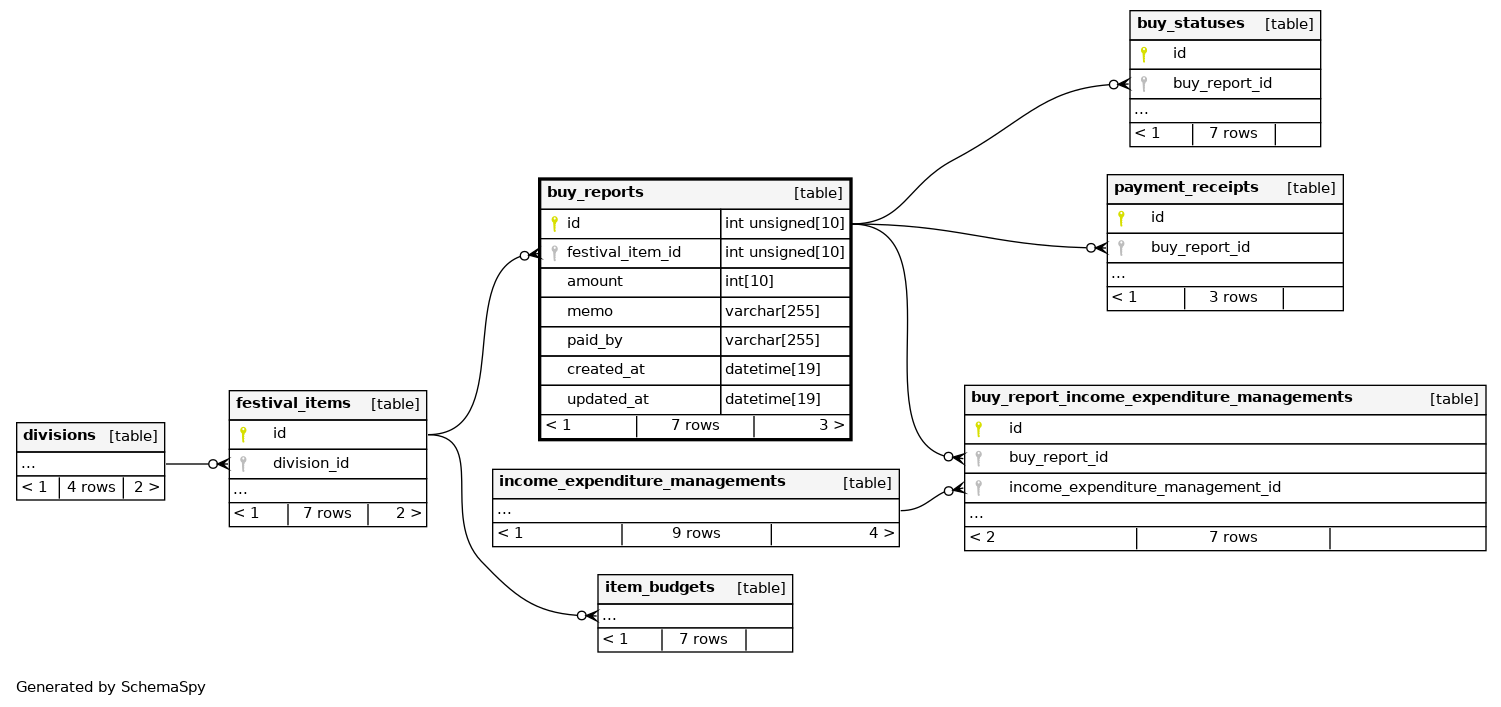 buy_statuses [table]
id
buy_report_id
...
< 1 7 rows
buy_reports [table]
id int unsigned[10]
festival_item_id int unsigned[10]
amount int[10]
memo varchar[255]
paid_by varchar[255]
created_at datetime[19]
updated_at datetime[19]
< 1 7 rows 3 >
payment_receipts [table]
id
buy_report_id
...
< 1 3 rows
divisions [table]
...
< 1 4 rows 2 >
festival_items [table]
id
division_id
...
< 1 7 rows 2 >
income_expenditure_managements [table]
...
< 1 9 rows 4 >
buy_report_income_expenditure_managements [table]
id
buy_report_id
income_expenditure_management_id
...
< 2 7 rows
item_budgets [table]
...
< 1 7 rows
Generated by SchemaSpy